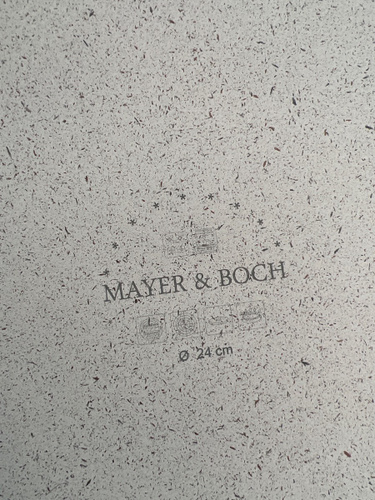 MAYER & BOCH
Ø 24 cm